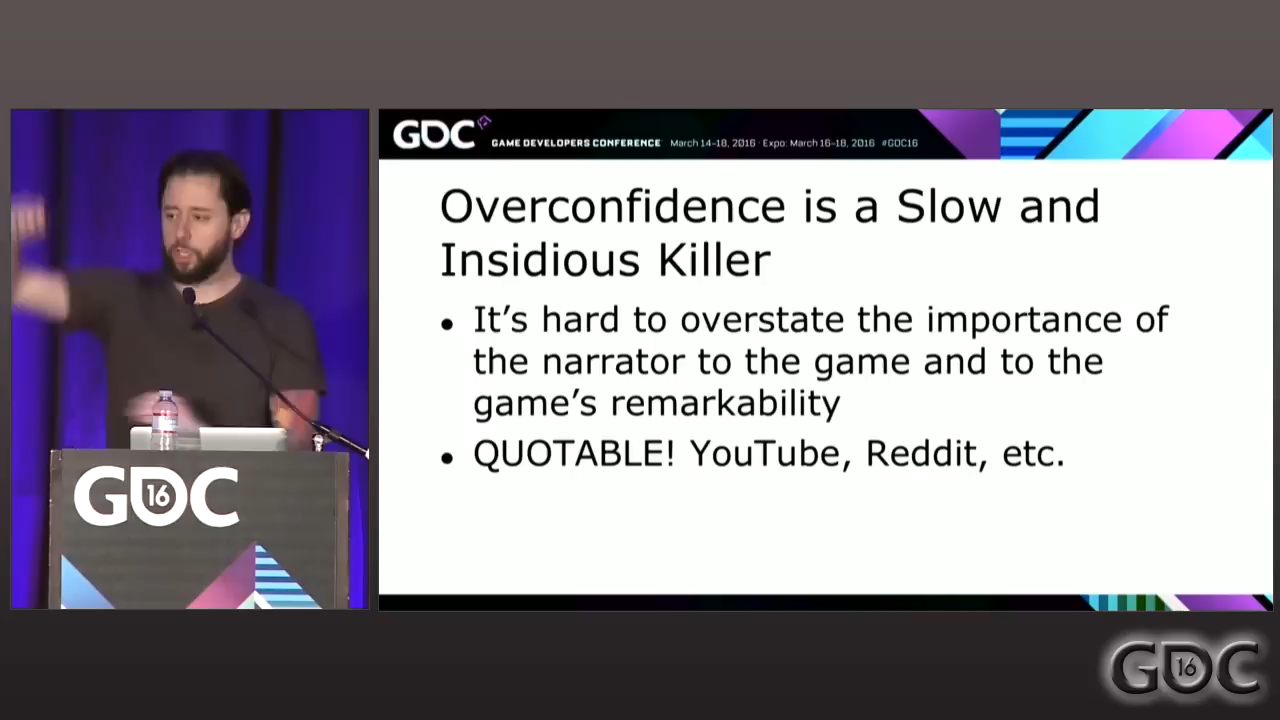 GDC
GAME DEVELOPERS CONFERENCE March 14–18, 2016 · Expo: March 16–18, 2016 #GDC16
Overconfidence is a Slow and
Insidious Killer
• It’s hard to overstate the importance of
the narrator to the game and to the
game’s remarkability
• QUOTABLE! YouTube, Reddit, etc.
GDC
16
GDC
16